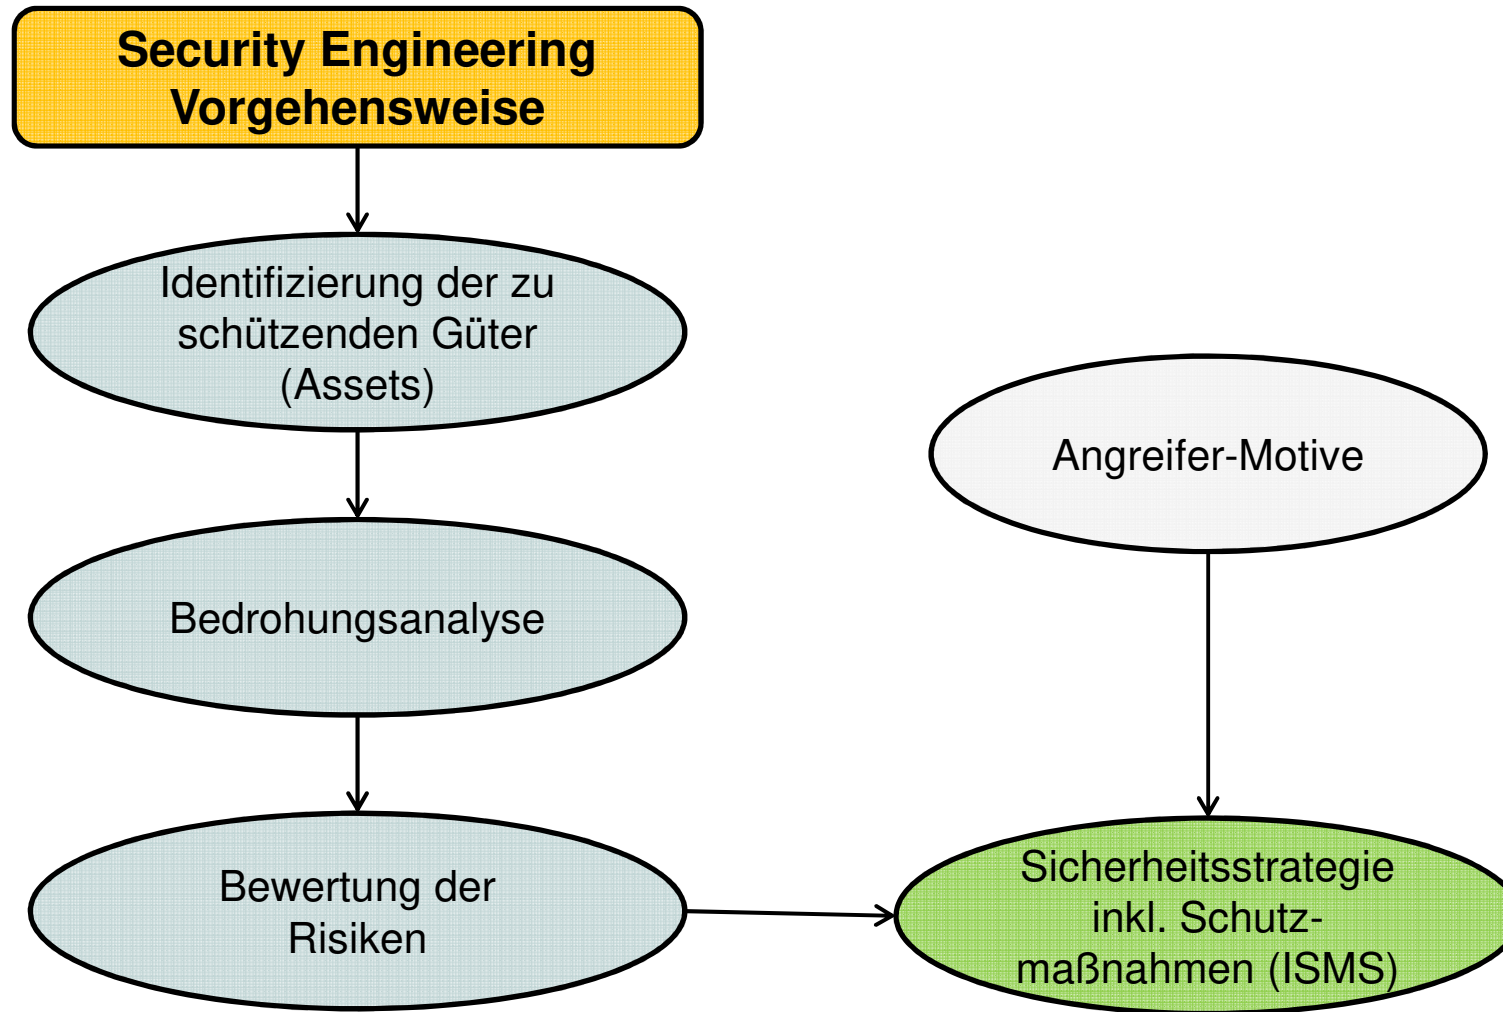 Security Engineering
Vorgehensweise
Identifizierung der zu
schützenden Güter
(Assets)
Angreifer-Motive
Bedrohungsanalyse
Bewertung der
Risiken
Sicherheitsstrategie
inkl. Schutz-
maßnahmen (ISMS)